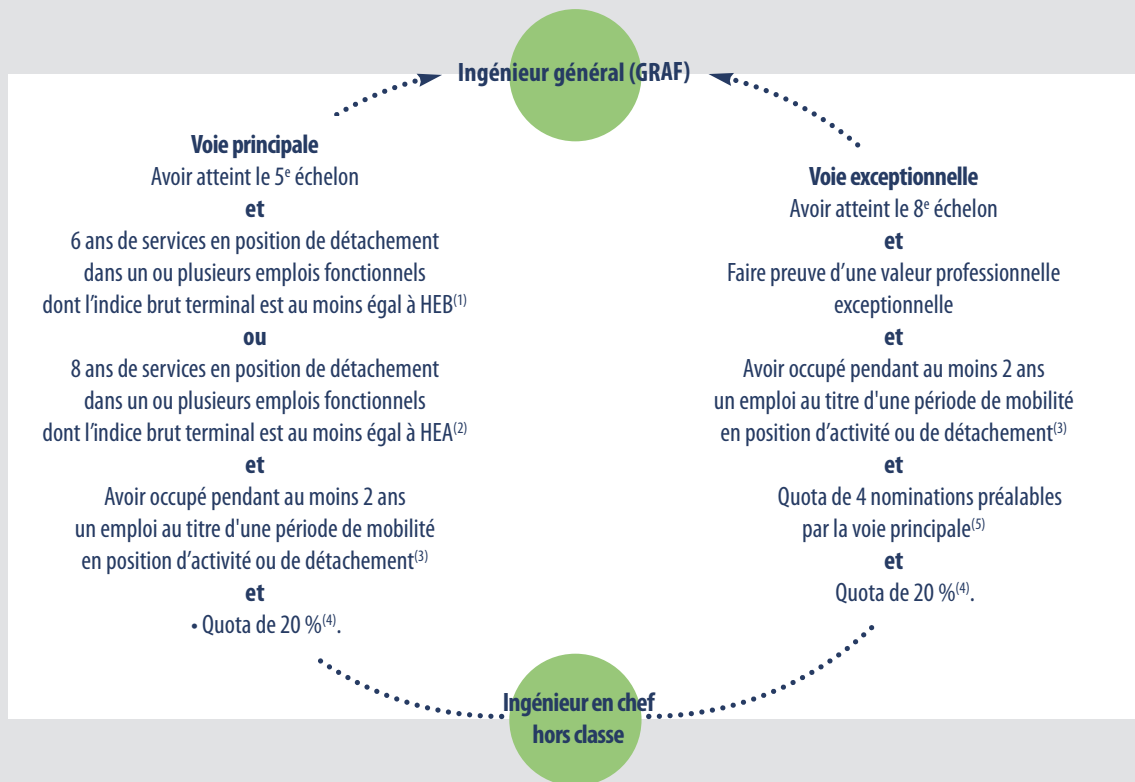 Ingénieur général (GRAF)
Voie principale
Avoir atteint le 5e échelon
et
6 ans de services en position de détachement
dans un ou plusieurs emplois fonctionnels
dont l’indice brut terminal est au moins égal à HEB(1)
ou
8 ans de services en position de détachement
dans un ou plusieurs emplois fonctionnels
dont l’indice brut terminal est au moins égal à HEA(2)
et
Avoir occupé pendant au moins 2 ans
un emploi au titre d'une période de mobilité
en position d’activité ou de détachement(3)
et
• Quota de 20 %(4).
Voie exceptionnelle
Avoir atteint le 8e échelon
et
Faire preuve d’une valeur professionnelle
exceptionnelle
et
Avoir occupé pendant au moins 2 ans
un emploi au titre d'une période de mobilité
en position d’activité ou de détachement(3)
et
Quota de 4 nominations préalables
par la voie principale(5)
et
Quota de 20 %(4).
Ingénieur en chef
hors classe